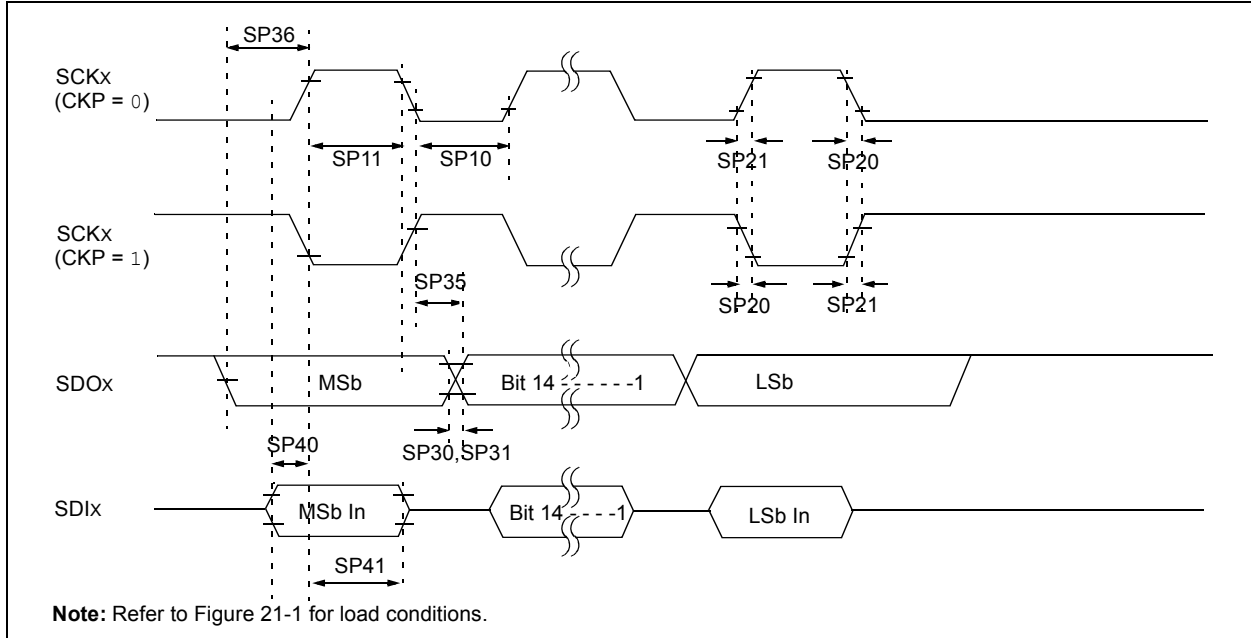 SP36
SCKx
(CKP = 0)
SP11
SP10
SP21
SP20
SCKx
(CKP = 1)
SP35
SP20
SP21
SDOx
MSb
Bit 14 - - - - - -1
LSb
SP40
SP30,SP31
SDIx
MSb In
Bit 14 - - - -1
LSb In
SP41
Note: Refer to Figure 21-1 for load conditions.